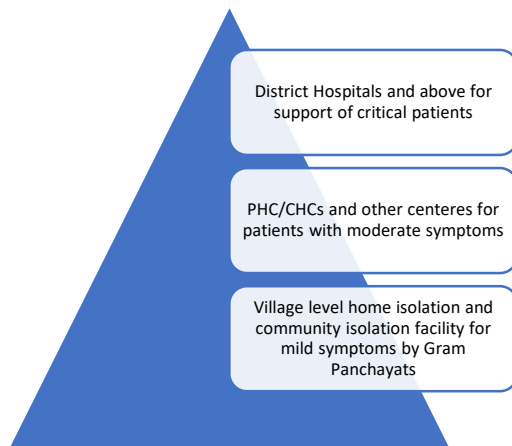 District Hospitals and above for
support of critical patients
PHC/CHCs and other centeres for
patients with moderate symptoms
Village level home isolation and
community isolation facility for
mild symptoms by Gram
Panchayats